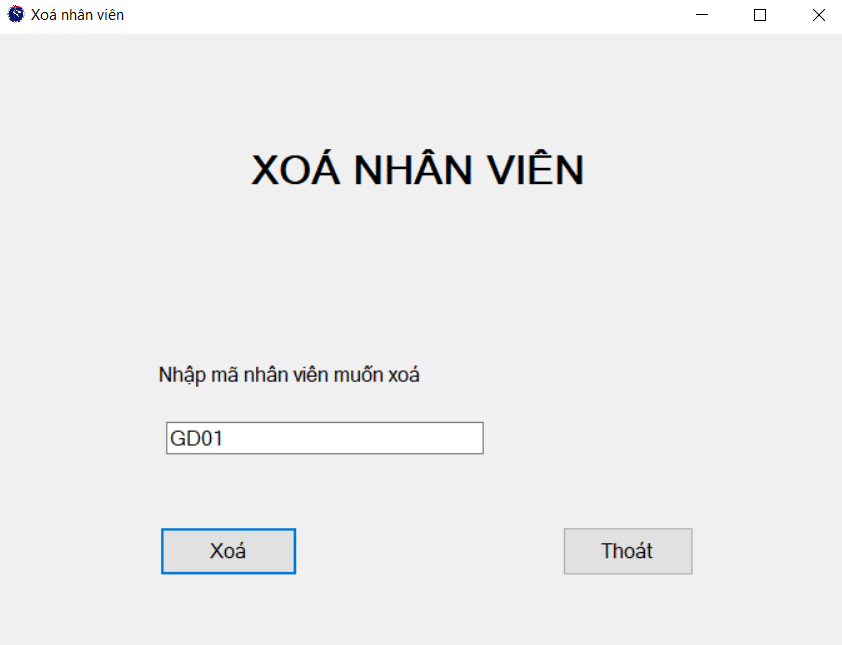 Xoá nhân viên
XOÁ NHÂN VIÊN
Nhập mã nhân viên muốn xoá
GD01
Xoá
Thoát